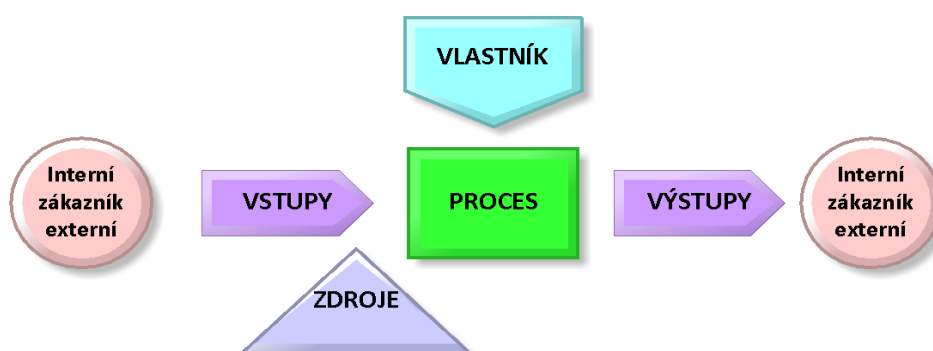 VLASTNÍK
Interní
zákazník
externí
VSTUPY
PROCES
VÝSTUPY
Interní
zákazník
externí
ZDROJE